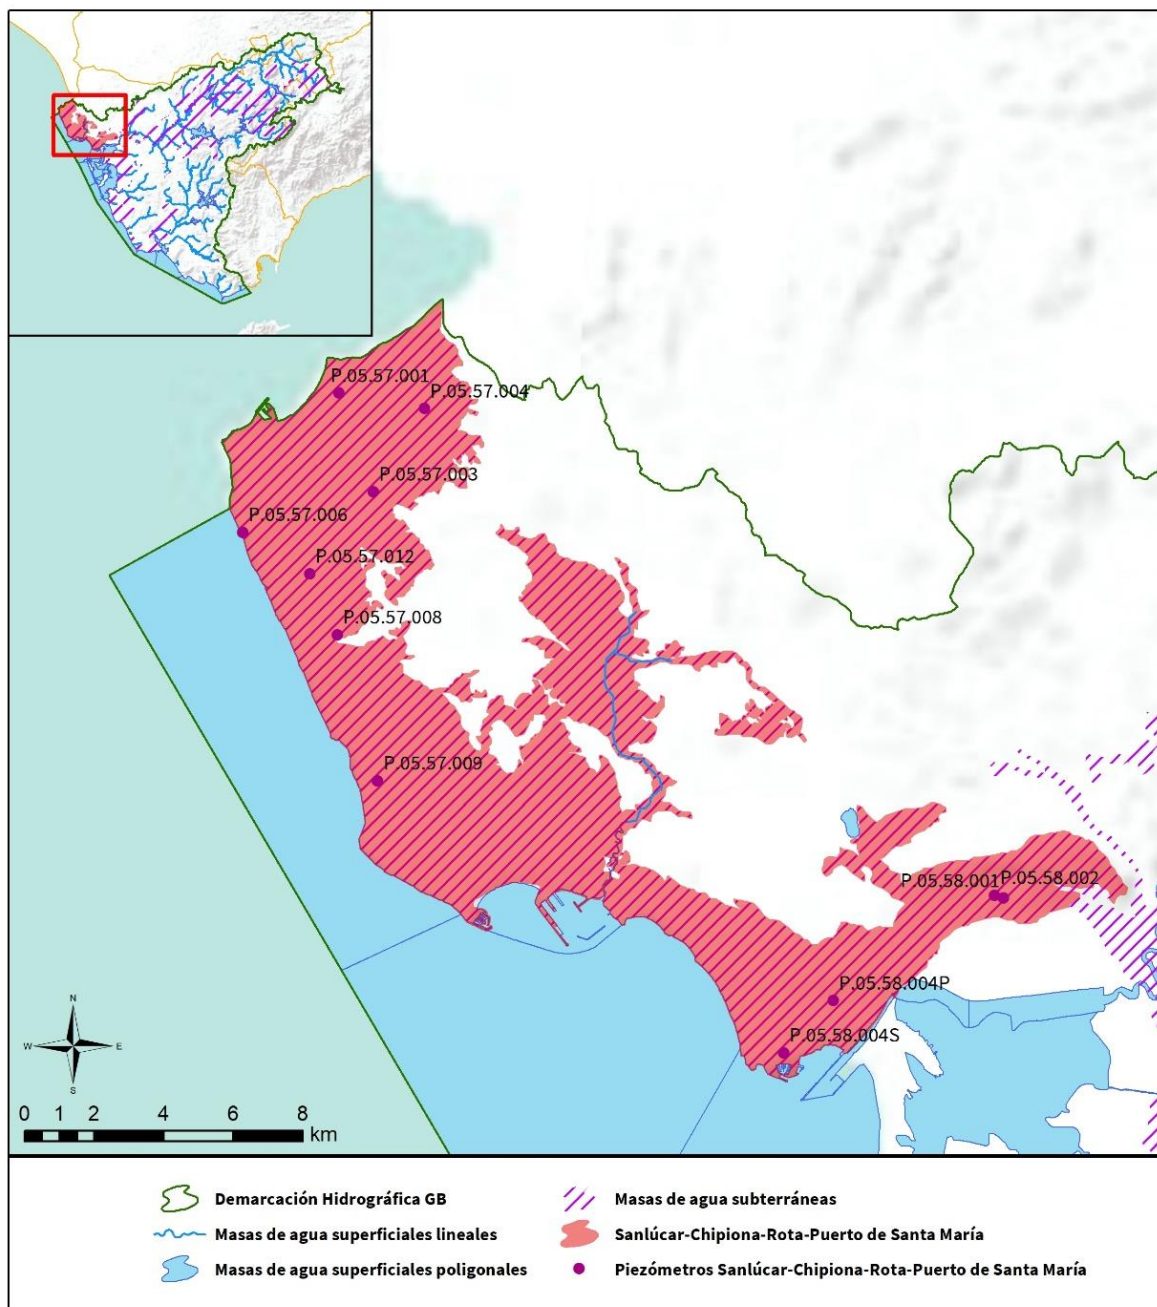 P.05.57.001
P.05.57.004
P.05.57.003
P.05.57.006
P.05.57.012
P.05.57.008
P.05.57.009
P.05.58.001
P.05.58.002
P.05.58.004P
P.05.58.004S
N
W E
S
0 1 2 4 6 8
km
Demarcación Hidrográfica GB
Masas de agua subterráneas
Masas de agua superficiales lineales
Sanlúcar-Chipiona-Rota-Puerto de Santa María
Masas de agua superficiales poligonales
Piezómetros Sanlúcar-Chipiona-Rota-Puerto de Santa María